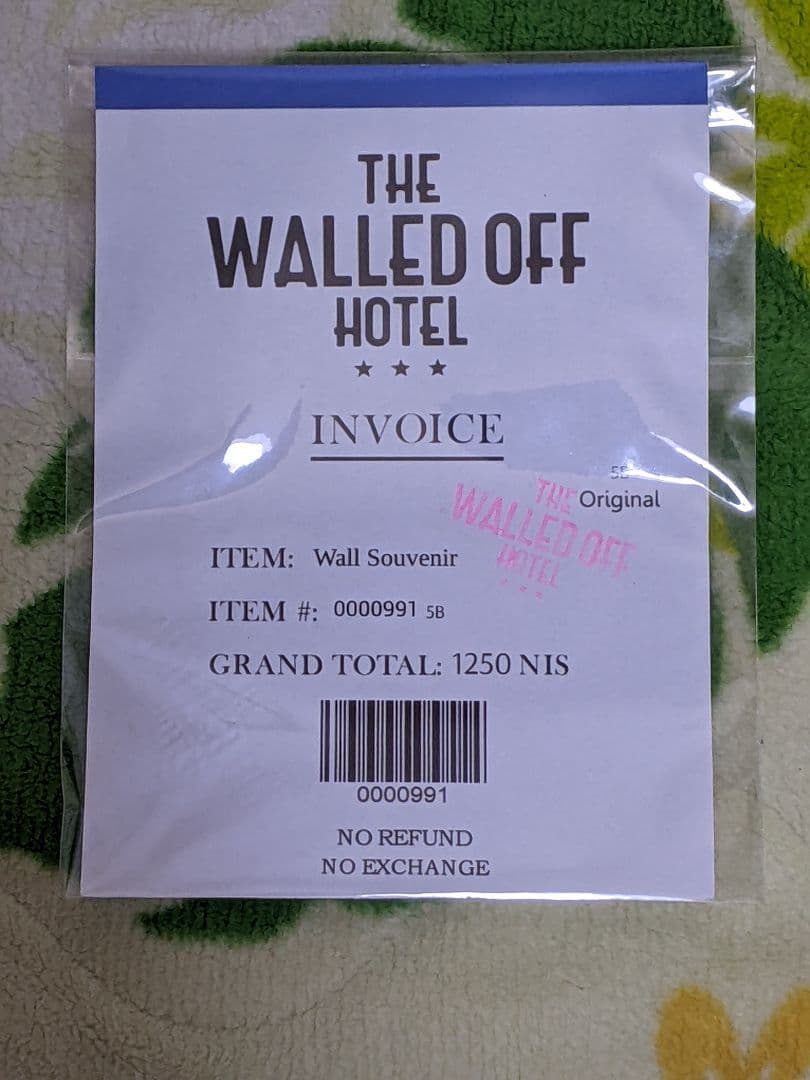 THE
WALLED OFF
HOTEL
INVOICE
5B
Original
THE
WALLED OFF
HOTEL
ITEM: Wall Souvenir
ITEM #: 0000991 5B
GRAND TOTAL: 1250 NIS
0000991
NO REFUND
NO EXCHANGE